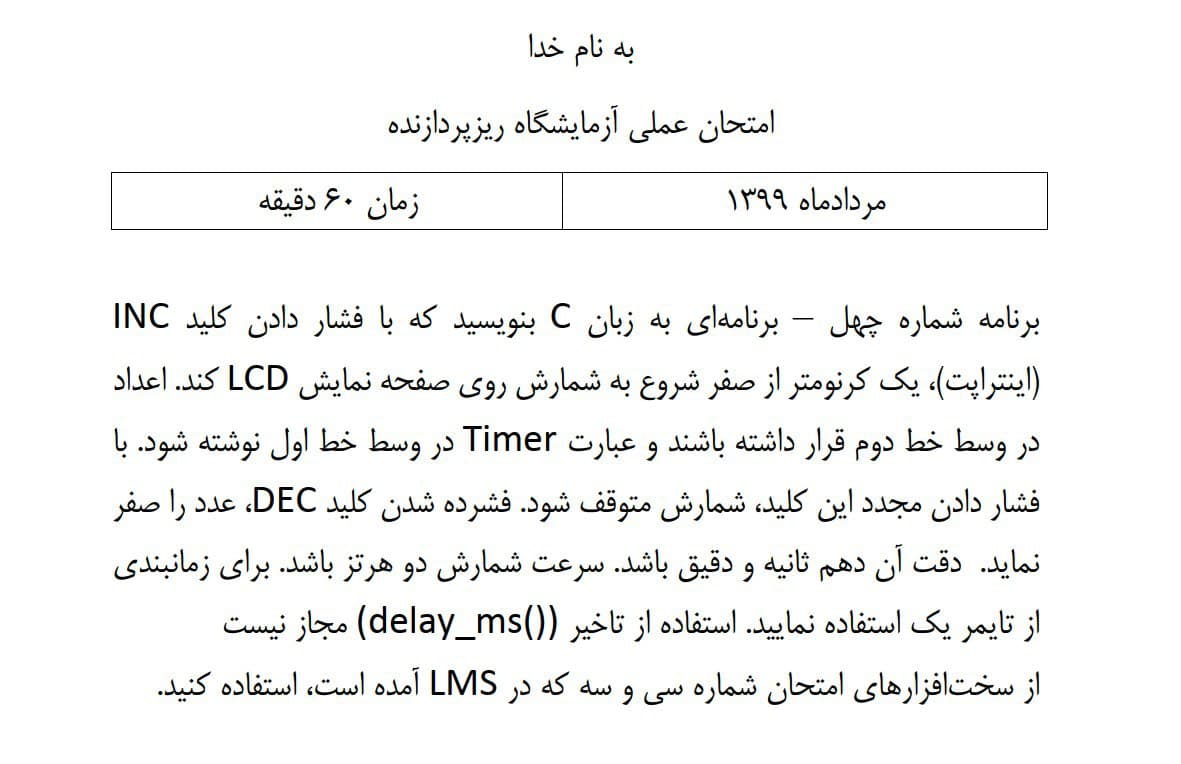 به نام خدا
امتحان عملی آزمایشگاه ریزپردازنده
مردادماه ۱۳۹۹
زمان ۶۰ دقیقه
برنامه شماره چهل – برنامه‌ای به زبان C بنویسید که با فشار دادن کلید INC
(اینتراپت)، یک کرنومتر از صفر شروع به شمارش روی صفحه نمایش LCD کند. اعداد
در وسط خط دوم قرار داشته باشند و عبارت Timer در وسط خط اول نوشته شود. با
فشار دادن مجدد این کلید، شمارش متوقف شود. فشرده شدن کلید DEC، عدد را صفر
نماید. دقت آن دهم ثانیه و دقیق باشد. سرعت شمارش دو هرتز باشد. برای زمانبندی
از تایمر یک استفاده نمایید. استفاده از تاخیر (delay_ms()) مجاز نیست
از سخت‌افزارهای امتحان شماره سی و سه که در LMS آمده است، استفاده کنید.